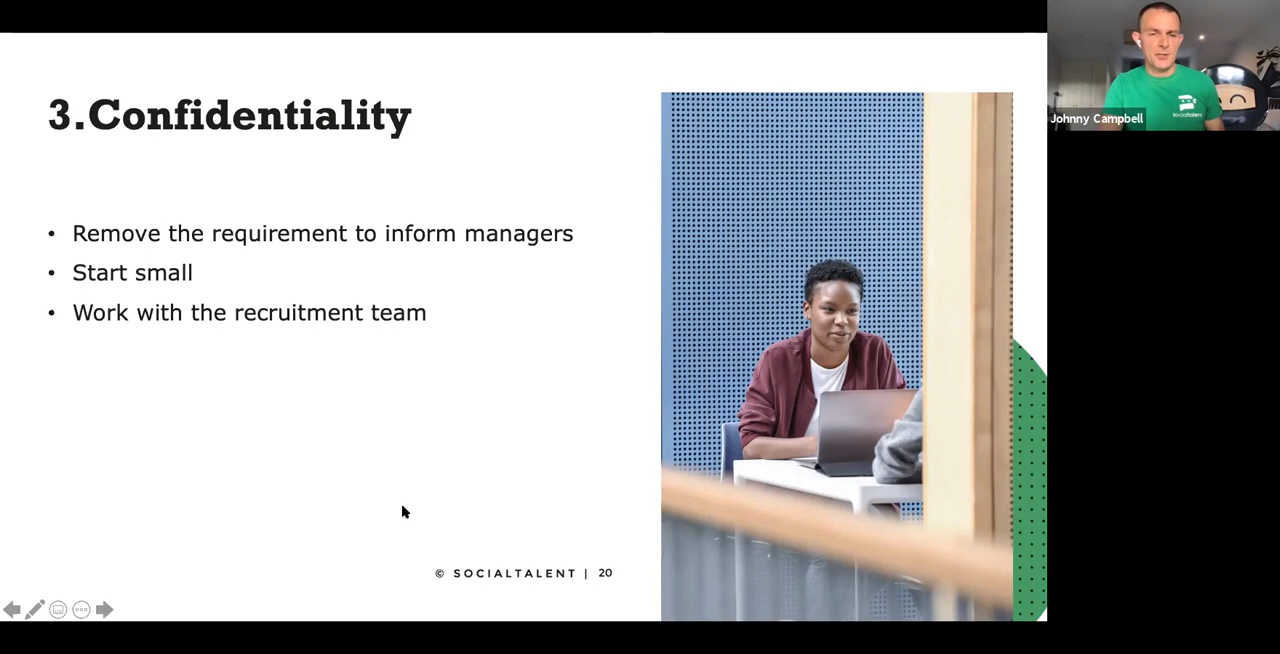 3.Confidentiality
• Remove the requirement to inform managers
• Start small
• Work with the recruitment team
© SOCIALTALENT | 20
Johnny Campbell
socialtalent